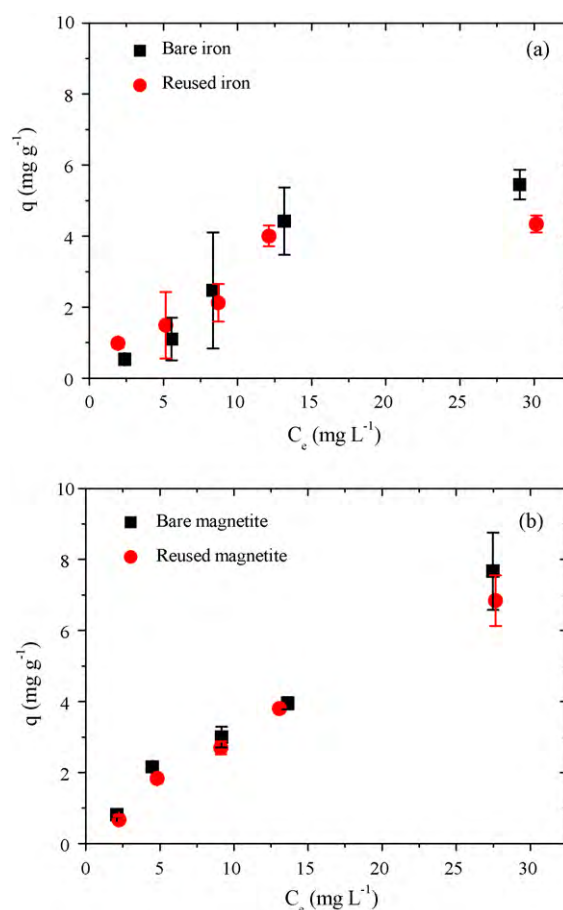 10
8
6
4
2
0
q (mg g-1)
Bare iron
Reused iron
(a)
0 5 10 15 20 25 30
Ce (mg L-1)
10
8
6
4
2
0
q (mg g-1)
Bare magnetite
Reused magnetite
(b)
0 5 10 15 20 25 30
Ce (mg L-1)